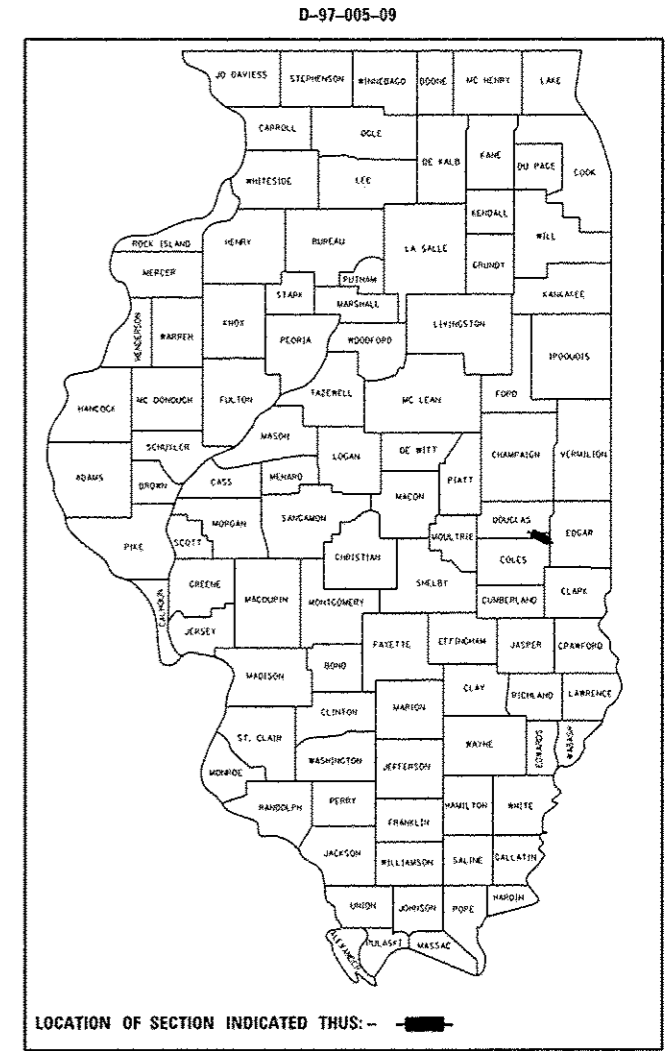 D-97-005-09
JO DAVIESS STEPHENSON WINNEBAGO BOONE MC HENRY LAKE
CARROLL OGLE DE KALB KANE DU PAGE COOK
WHITESIDE LEE
KENDALL WILL
ROCK ISLAND HENRY BUREAU LA SALLE
MERCER PUTNAM GRUNDY
STARK MARSHALL KANKAKEE
HENDERSON WARREN KNOX PEORIA WOODFORD LIVINGSTON
IROQUOIS
HANCOCK MC DONOUGH FULTON TAZEWELL MC LEAN FORD
MASON
SCHUYLER LOGAN DE WITT CHAMPAIGN VERMILION
ADAMS BROWN CASS MENARD PIATT
MACON
MORGAN SANGAMON DOUGLAS EDGAR
PIKE SCOTT CHRISTIAN MOULTRIE
COLES
GREENE SHELBY
CALHOUN MACOUPIN MONTGOMERY CUMBERLAND CLARK
JERSEY
FAYETTE EFFINGHAM JASPER CRAWFORD
MADISON BOND
CLAY RICHLAND LAWRENCE
CLINTON MARION
ST. CLAIR WAYNE EDWARDS WABASH
MONROE WASHINGTON JEFFERSON
RANDOLPH PERRY HAMILTON WHITE
FRANKLIN
JACKSON WILLIAMSON SALINE GALLATIN
UNION JOHNSON POPE HARDIN
ALEXANDER PULASKI MASSAC
LOCATION OF SECTION INDICATED THUS:-